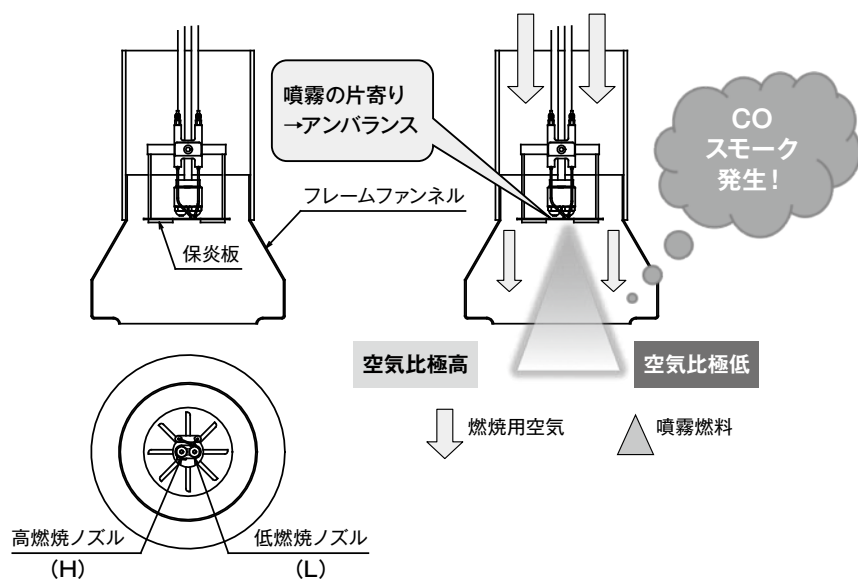 噴霧の片寄り
→アンバランス
CO
スモーク
発生！
フレームファンネル
保炎板
空気比極高
空気比極低
燃焼用空気
噴霧燃料
高燃焼ノズル
（H）
低燃焼ノズル
（L）